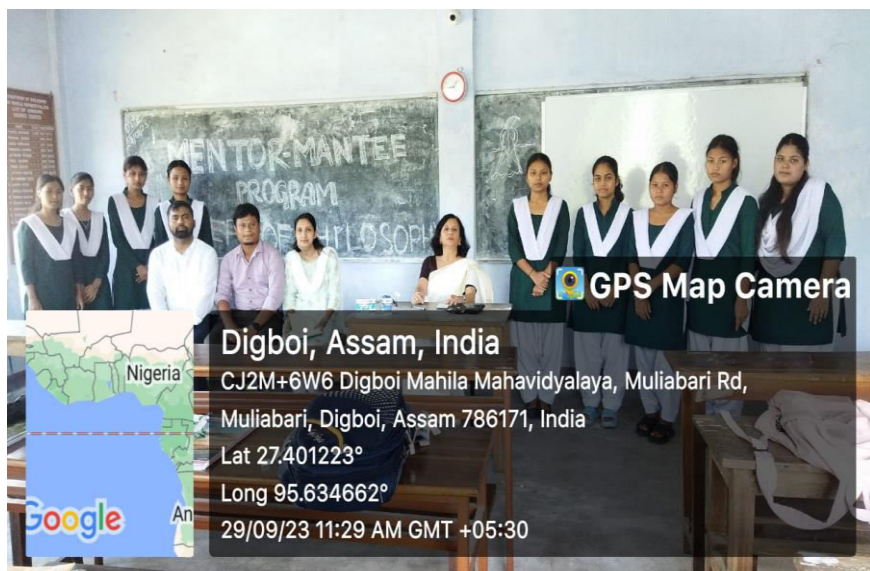 MENTOR-MANTEE
PROGRAM
OF PHILOSOPHY
GPS Map Camera
Digboi, Assam, India
CJ2M+6W6 Digboi Mahila Mahavidyalaya, Muliabari Rd,
Muliabari, Digboi, Assam 786171, India
Lat 27.401223°
Long 95.634662°
29/09/23 11:29 AM GMT +05:30
Nigeria
An
Google